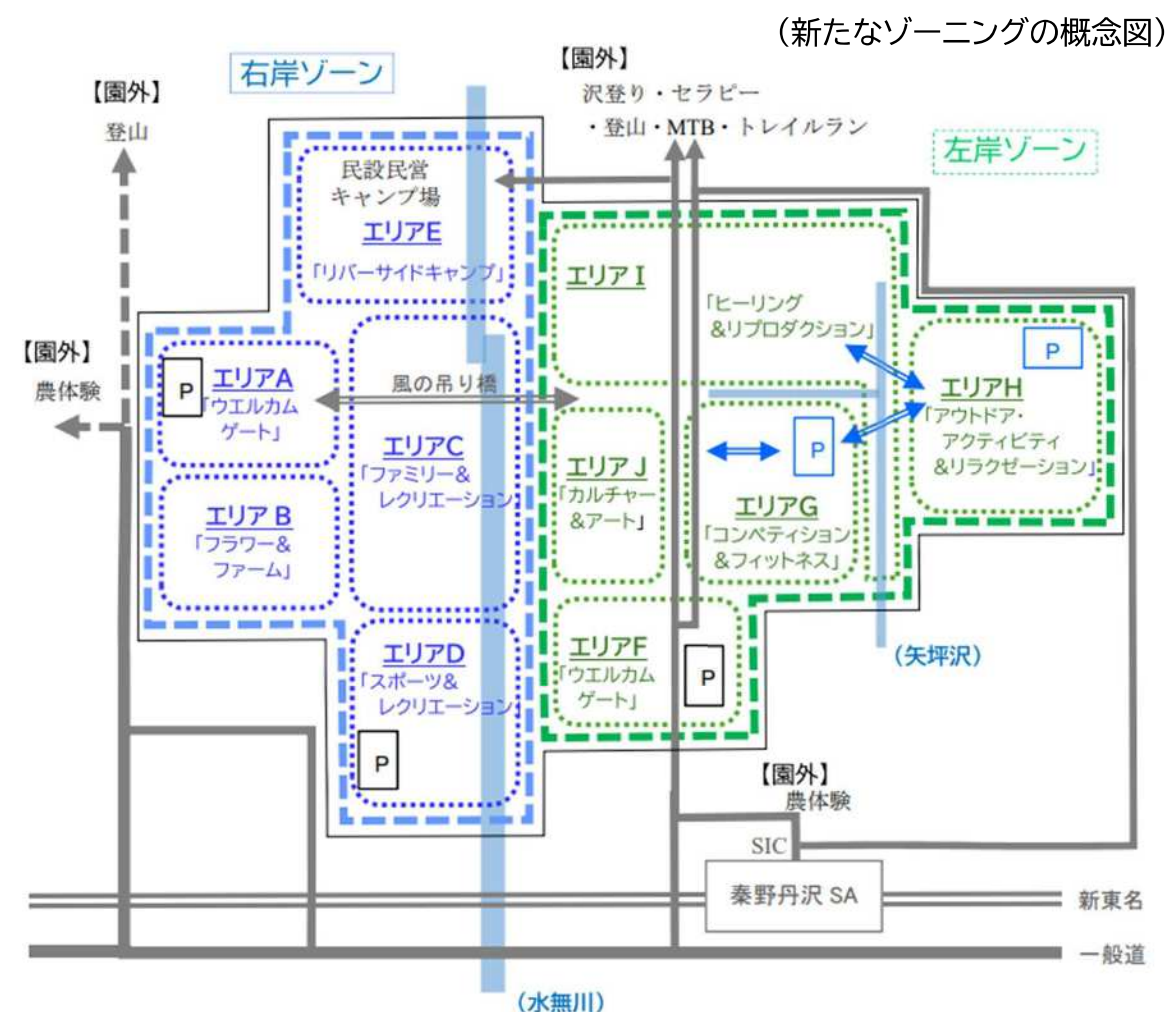 （新たなゾーニングの概念図）
右岸ゾーン
【園外】
登山
【園外】
沢登り・セラピー
・登山・MTB・トレイルラン
左岸ゾーン
民設民営
キャンプ場
エリアE
「リバーサイドキャンプ」
エリア I
「ヒーリング
＆リプロダクション」
【園外】
農体験
P
エリアA
「ウエルカム
ゲート」
風の吊り橋
P
エリアH
「アウトドア・
アクティビティ
＆リラクゼーション」
エリアC
「ファミリー＆
レクリエーション
エリア J
「カルチャー
＆アート」
P
エリアG
「コンペティション
＆フィットネス」
エリア B
「フラワー＆
ファーム」
エリアD
「スポーツ＆
レクリエーション
P
エリアF
「ウエルカム
ゲート」
P
（矢坪沢）
【園外】
農体験
SIC
秦野丹沢 SA
新東名
一般道
（水無川）